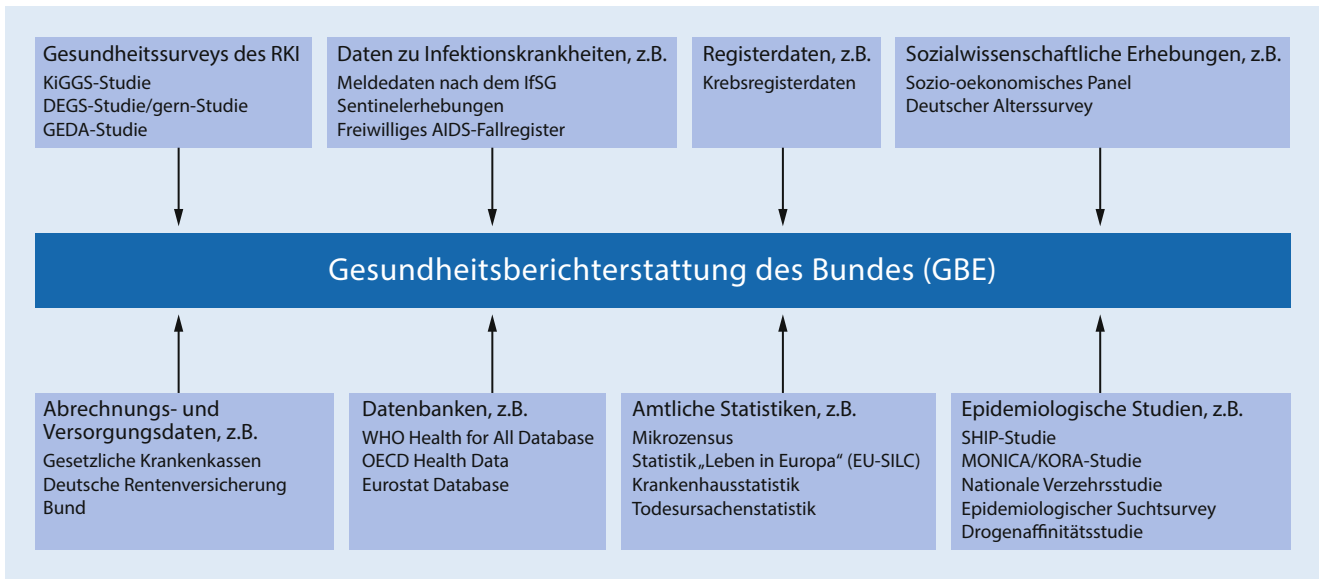 Gesundheitssurveys des RKI
KiGGS-Studie
DEGS-Studie/gern-Studie
GEDA-Studie
Daten zu Infektionskrankheiten, z.B.
Meldedaten nach dem IfSG
Sentinelerhebungen
Freiwilliges AIDS-Fallregister
Registerdaten, z.B.
Krebsregisterdaten
Sozialwissenschaftliche Erhebungen, z.B.
Sozio-oekonomisches Panel
Deutscher Alterssurvey
Gesundheitsberichterstattung des Bundes (GBE)
Abrechnungs- und
Versorgungsdaten, z.B.
Gesetzliche Krankenkassen
Deutsche Rentenversicherung
Bund
Datenbanken, z.B.
WHO Health for All Database
OECD Health Data
Eurostat Database
Amtliche Statistiken, z.B.
Mikrozensus
Statistik „Leben in Europa“ (EU-SILC)
Krankenhausstatistik
Todesursachenstatistik
Epidemiologische Studien, z.B.
SHIP-Studie
MONICA/KORA-Studie
Nationale Verzehrsstudie
Epidemiologischer Suchtsurvey
Drogenaffinitätsstudie